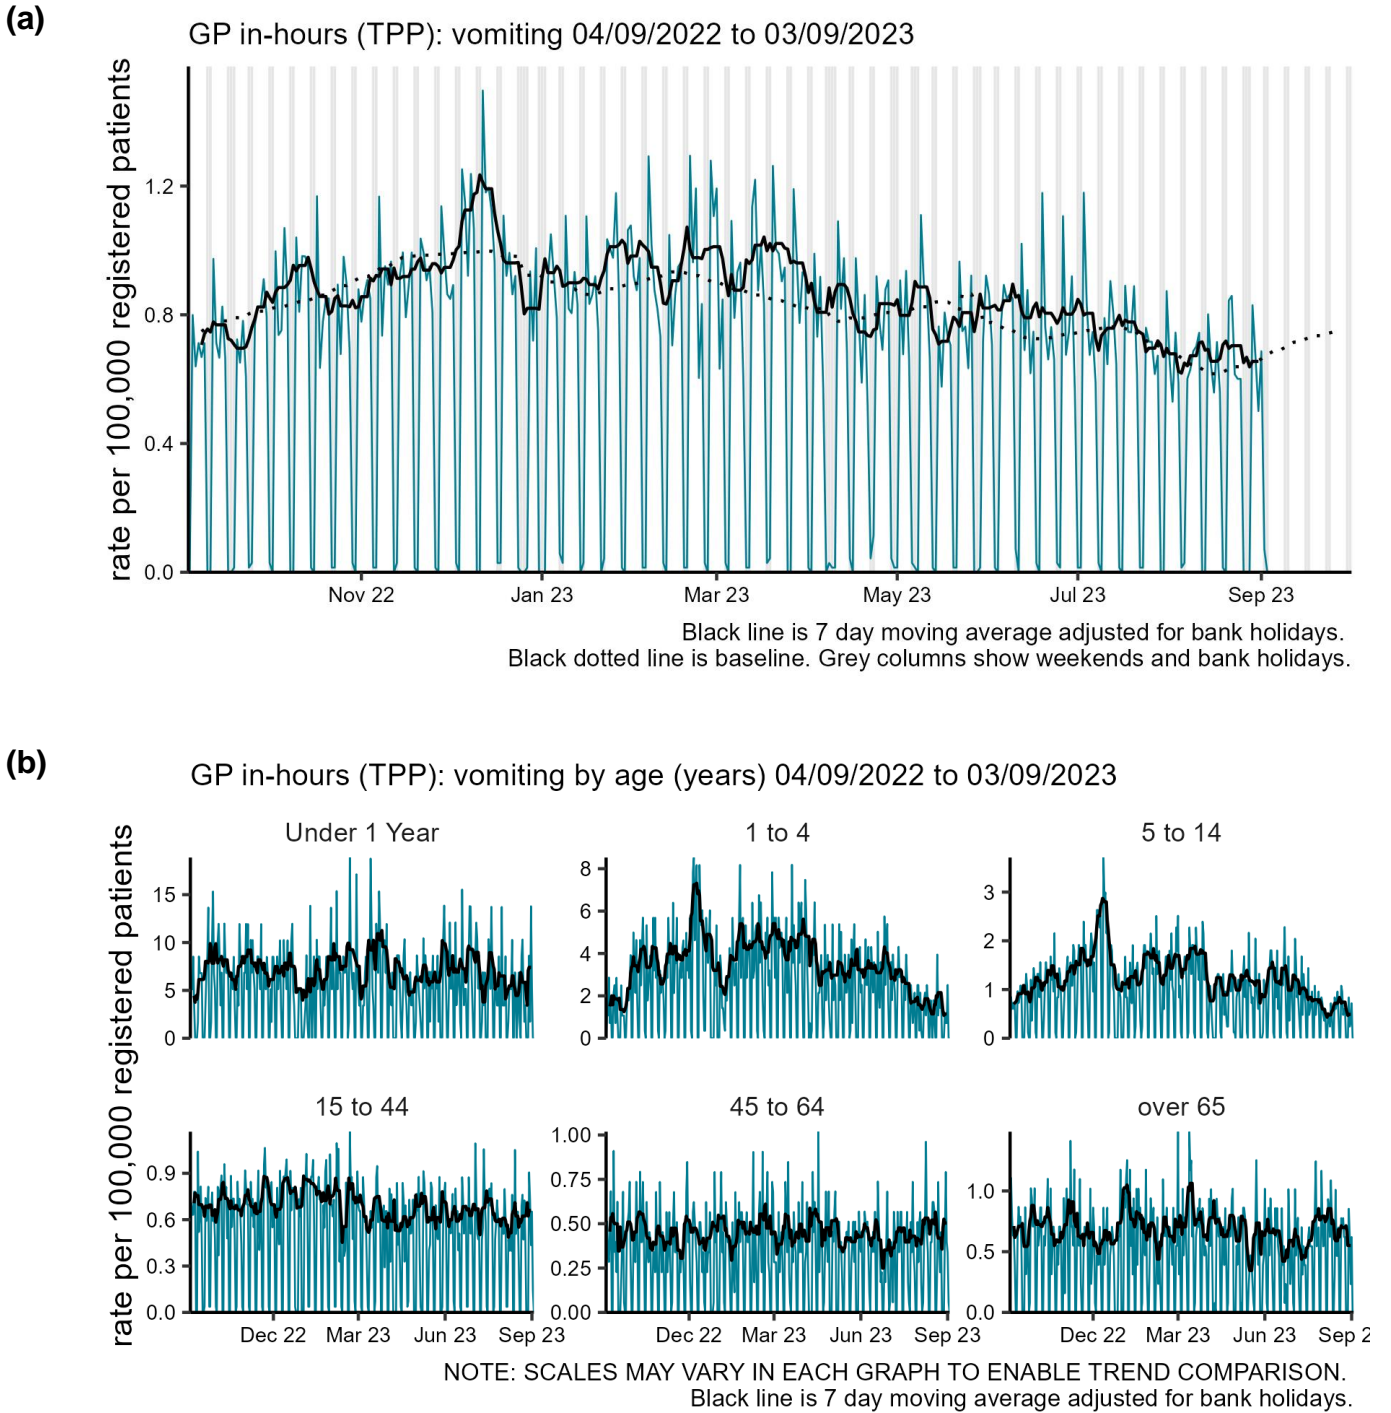 (a)
GP in-hours (TPP): vomiting 04/09/2022 to 03/09/2023
rate per 100,000 registered patients
1.2
0.8
0.4
0.0
Nov 22 Jan 23 Mar 23 May 23 Jul 23 Sep 23
Black line is 7 day moving average adjusted for bank holidays.
Black dotted line is baseline. Grey columns show weekends and bank holidays.
(b)
GP in-hours (TPP): vomiting by age (years) 04/09/2022 to 03/09/2023
rate per 100,000 registered patients
Under 1 Year
15
10
5
0
1 to 4
8
6
4
2
0
5 to 14
3
2
1
0
15 to 44
0.9
0.6
0.3
0.0
Dec 22 Mar 23 Jun 23 Sep 23
45 to 64
1.00
0.75
0.50
0.25
0.00
Dec 22 Mar 23 Jun 23 Sep 23
over 65
1.0
0.5
0.0
Dec 22 Mar 23 Jun 23 Sep 2
NOTE: SCALES MAY VARY IN EACH GRAPH TO ENABLE TREND COMPARISON.
Black line is 7 day moving average adjusted for bank holidays.